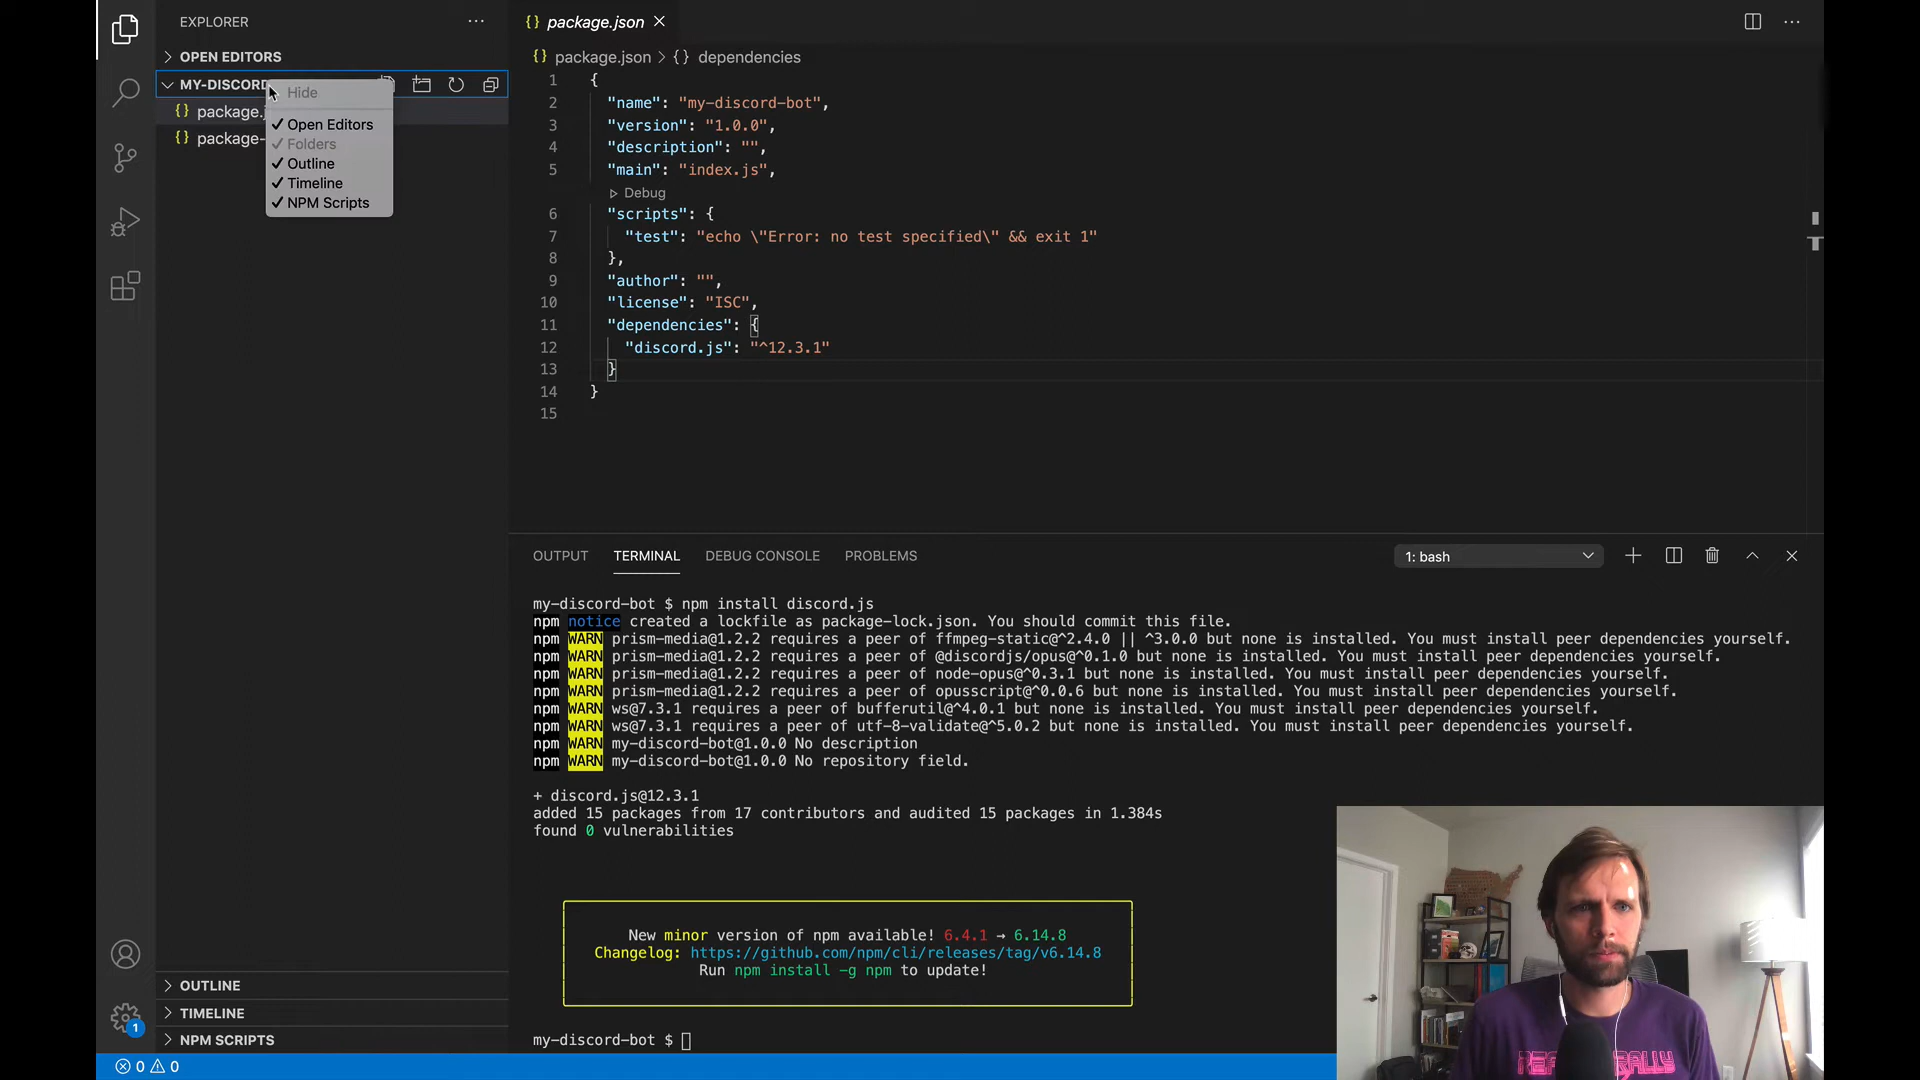 EXPLORER
OPEN EDITORS
MY-DISCORD
package.j
package-
Hide
Open Editors
Folders
Outline
Timeline
NPM Scripts
OUTLINE
TIMELINE
NPM SCRIPTS
1
0 0
package.json
package.json > {} dependencies
1 {
2 "name": "my-discord-bot",
3 "version": "1.0.0",
4 "description": "",
5 "main": "index.js",
Debug
6 "scripts": {
7 "test": "echo \"Error: no test specified\" && exit 1"
8 },
9 "author": "",
10 "license": "ISC",
11 "dependencies": {
12 "discord.js": "^12.3.1"
13 }
14 }
15
OUTPUT TERMINAL DEBUG CONSOLE PROBLEMS 1: bash
my-discord-bot $ npm install discord.js
npm notice created a lockfile as package-lock.json. You should commit this file.
npm WARN prism-media@1.2.2 requires a peer of ffmpeg-static@^2.4.0 || ^3.0.0 but none is installed. You must install peer dependencies yourself.
npm WARN prism-media@1.2.2 requires a peer of @discordjs/opus@^0.1.0 but none is installed. You must install peer dependencies yourself.
npm WARN prism-media@1.2.2 requires a peer of node-opus@^0.3.1 but none is installed. You must install peer dependencies yourself.
npm WARN prism-media@1.2.2 requires a peer of opusscript@^0.0.6 but none is installed. You must install peer dependencies yourself.
npm WARN ws@7.3.1 requires a peer of bufferutil@^4.0.1 but none is installed. You must install peer dependencies yourself.
npm WARN ws@7.3.1 requires a peer of utf-8-validate@^5.0.2 but none is installed. You must install peer dependencies yourself.
npm WARN my-discord-bot@1.0.0 No description
npm WARN my-discord-bot@1.0.0 No repository field.
+ discord.js@12.3.1
added 15 packages from 17 contributors and audited 15 packages in 1.384s
found 0 vulnerabilities
New minor version of npm available! 6.4.1 → 6.14.8
Changelog: https://github.com/npm/cli/releases/tag/v6.14.8
Run npm install -g npm to update!
my-discord-bot $